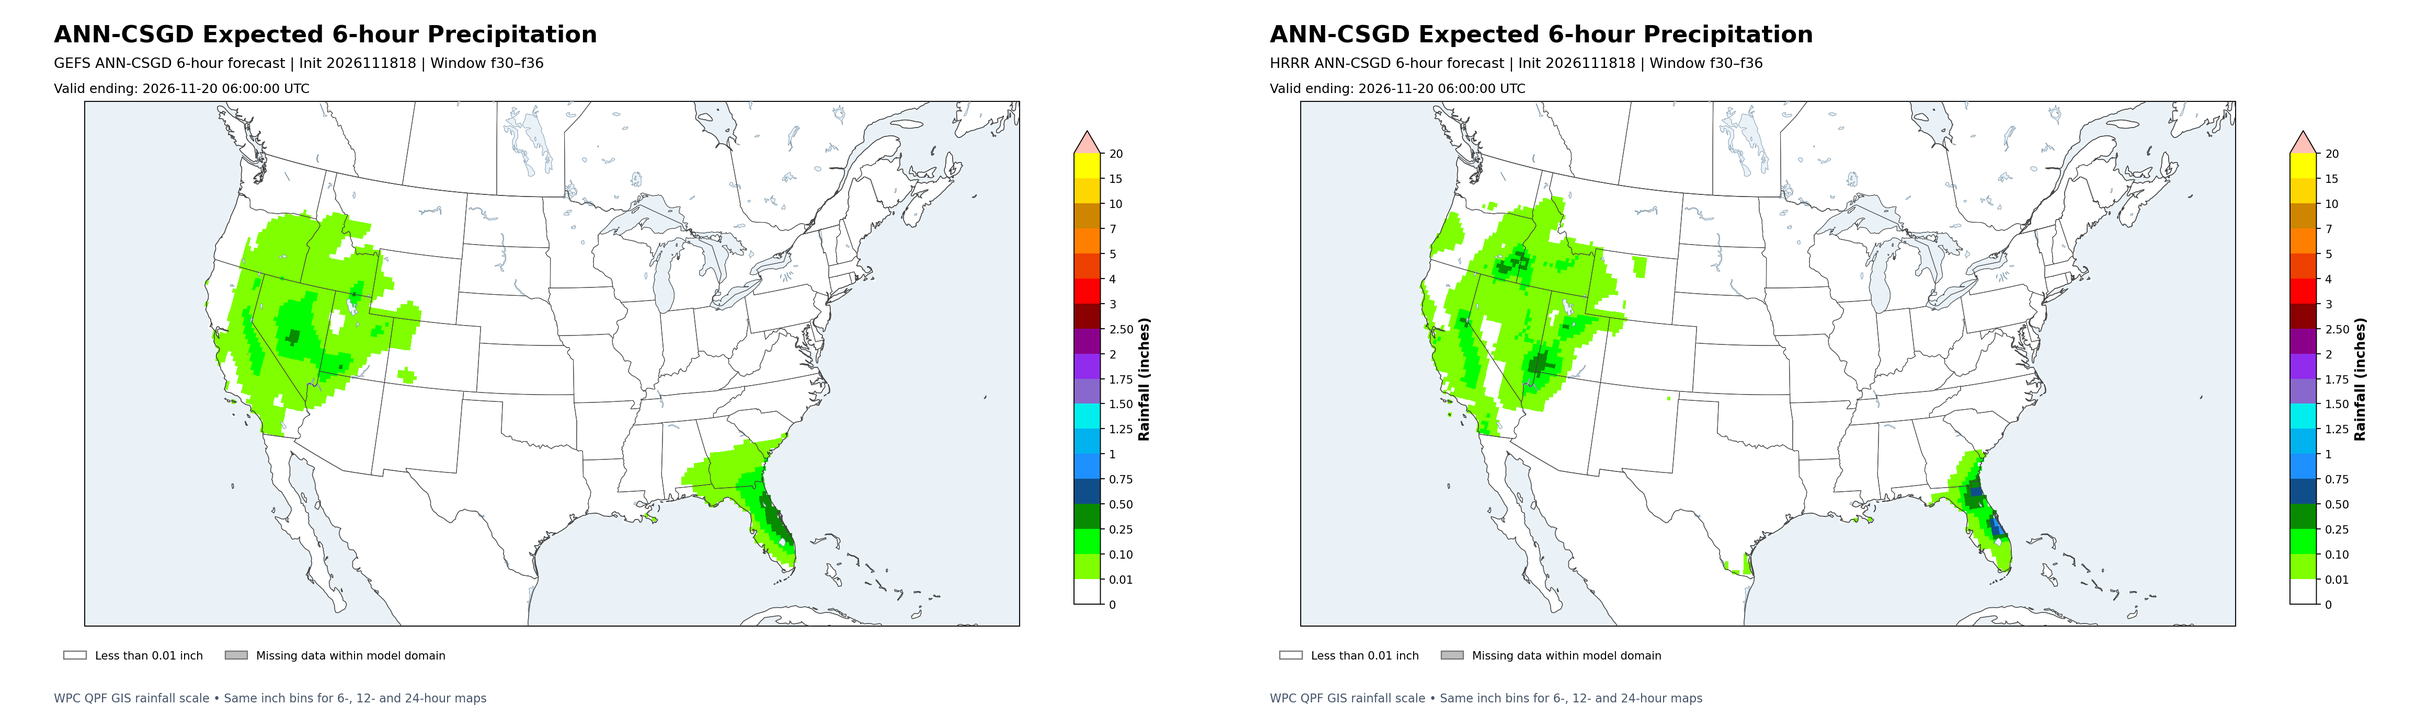 ANN-CSGD Expected 6-hour Precipitation
GEFS ANN-CSGD 6-hour forecast | Init 2026111818 | Window f30–f36
Valid ending: 2026-11-20 06:00:00 UTC
20
15
10
7
5
4
3
2.50
2
1.75
1.50
1.25
1
0.75
0.50
0.25
0.10
0.01
0
Rainfall (inches)
Less than 0.01 inch
Missing data within model domain
WPC QPF GIS rainfall scale • Same inch bins for 6-, 12- and 24-hour maps
ANN-CSGD Expected 6-hour Precipitation
HRRR ANN-CSGD 6-hour forecast | Init 2026111818 | Window f30–f36
Valid ending: 2026-11-20 06:00:00 UTC
20
15
10
7
5
4
3
2.50
2
1.75
1.50
1.25
1
0.75
0.50
0.25
0.10
0.01
0
Rainfall (inches)
Less than 0.01 inch
Missing data within model domain
WPC QPF GIS rainfall scale • Same inch bins for 6-, 12- and 24-hour maps